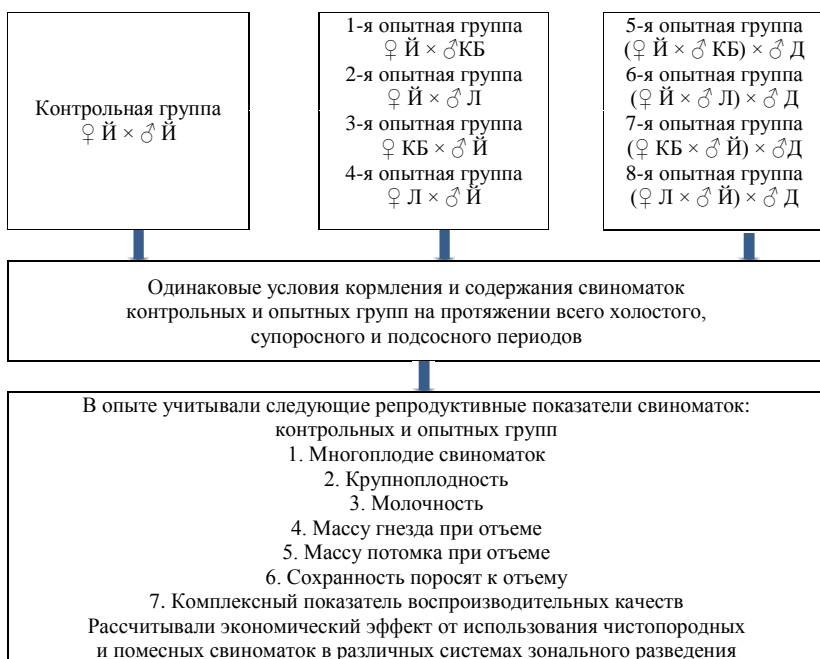 Контрольная группа
♀ Й × ♂ Й
1-я опытная группа
♀ Й × ♂КБ
2-я опытная группа
♀ Й × ♂ Л
3-я опытная группа
♀ КБ × ♂ Й
4-я опытная группа
♀ Л × ♂ Й
5-я опытная группа
(♀ Й × ♂ КБ) × ♂ Д
6-я опытная группа
(♀ Й × ♂ Л) × ♂ Д
7-я опытная группа
(♀ КБ × ♂ Й) × ♂Д
8-я опытная группа
(♀ Л × ♂ Й) × ♂ Д
Одинаковые условия кормления и содержания свиноматок
контрольных и опытных групп на протяжении всего холостого,
супоросного и подсосного периодов
В опыте учитывали следующие репродуктивные показатели свиноматок:
контрольных и опытных групп
1. Многоплодие свиноматок
2. Крупноплодность
3. Молочность
4. Массу гнезда при отъеме
5. Массу потомка при отъеме
6. Сохранность поросят к отъему
7. Комплексный показатель воспроизводительных качеств
Рассчитывали экономический эффект от использования чистопородных
и помесных свиноматок в различных системах зонального разведения